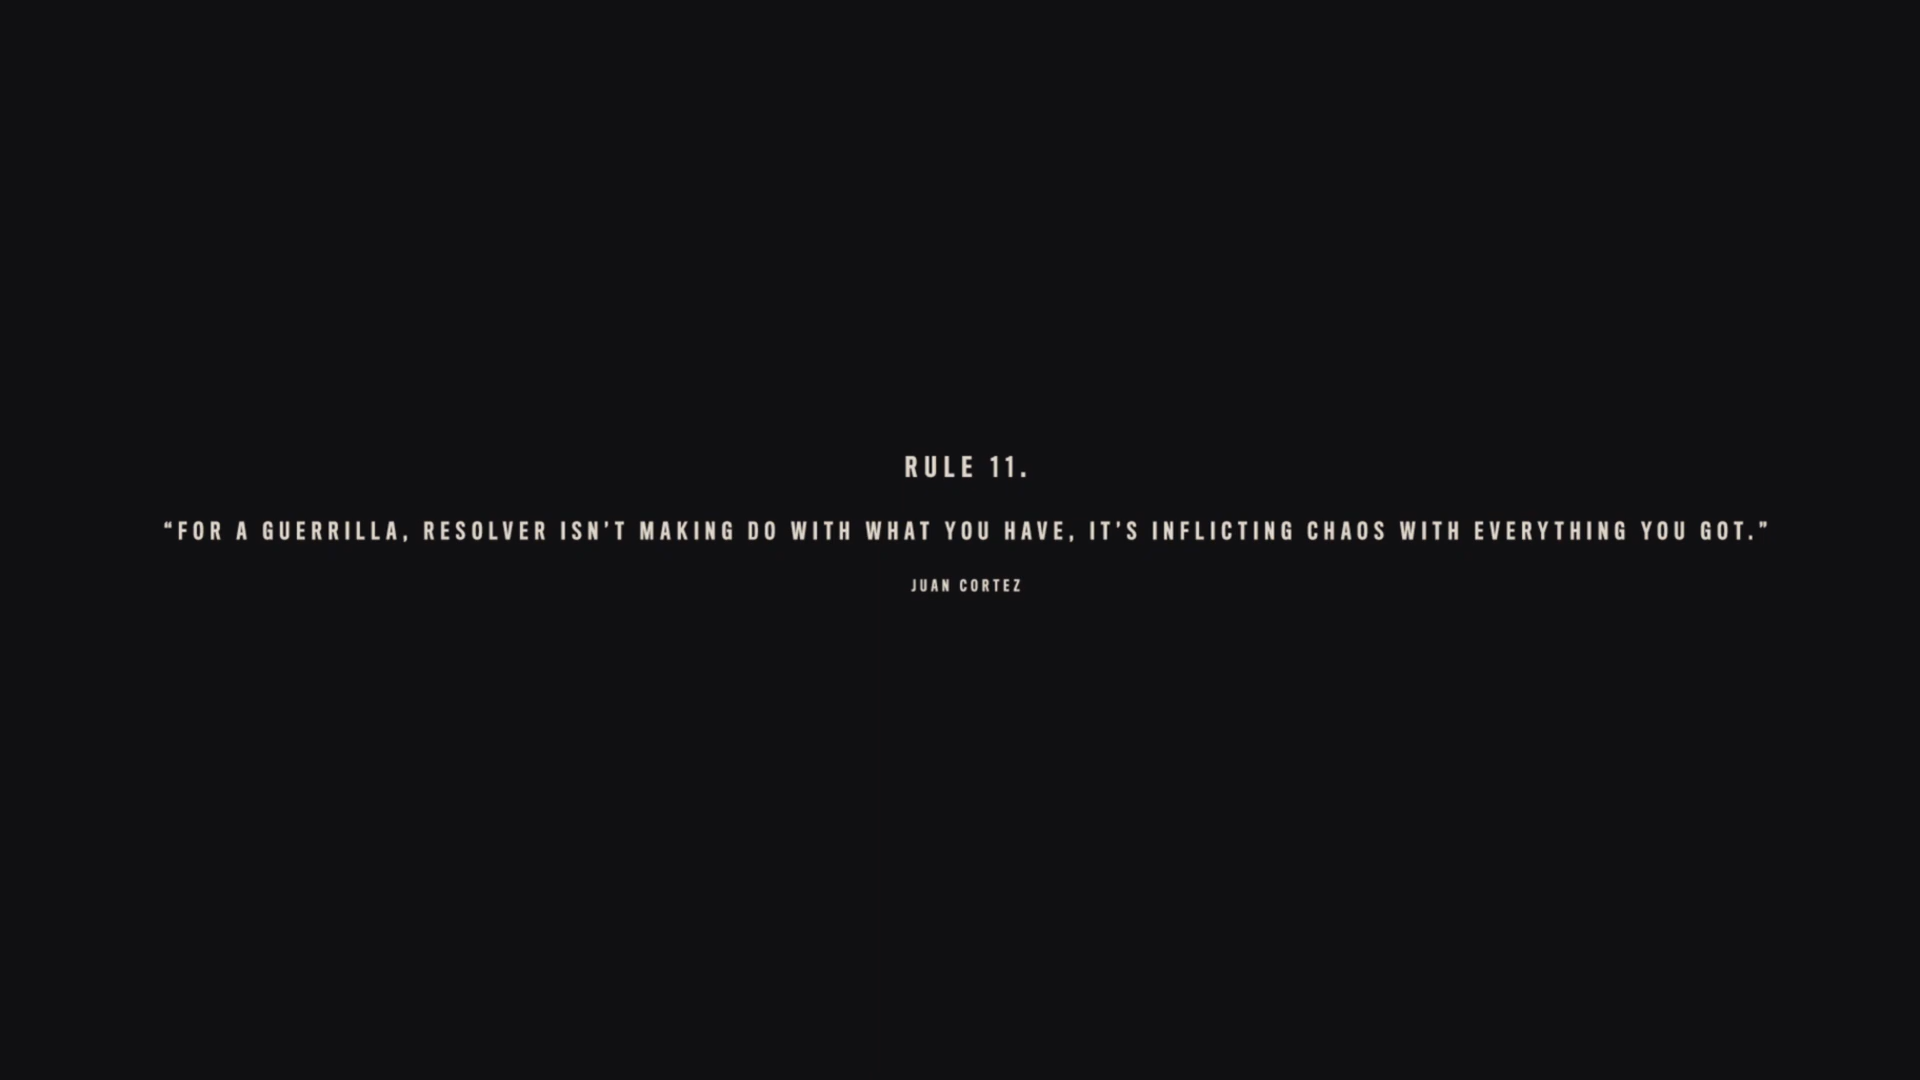 RULE 11.
“FOR A GUERRILLA, RESOLVER ISN’T MAKING DO WITH WHAT YOU HAVE, IT’S INFLICTING CHAOS WITH EVERYTHING YOU GOT.”
JUAN CORTEZ